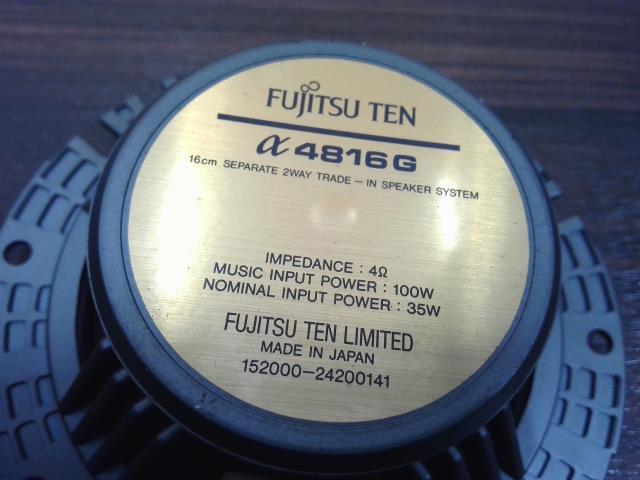 FUJITSU TEN
α 4816G
16cm SEPARATE 2WAY TRADE-IN SPEAKER SYSTEM
IMPEDANCE : 4Ω
MUSIC INPUT POWER : 100W
NOMINAL INPUT POWER : 35W
FUJITSU TEN LIMITED
MADE IN JAPAN
152000-24200141